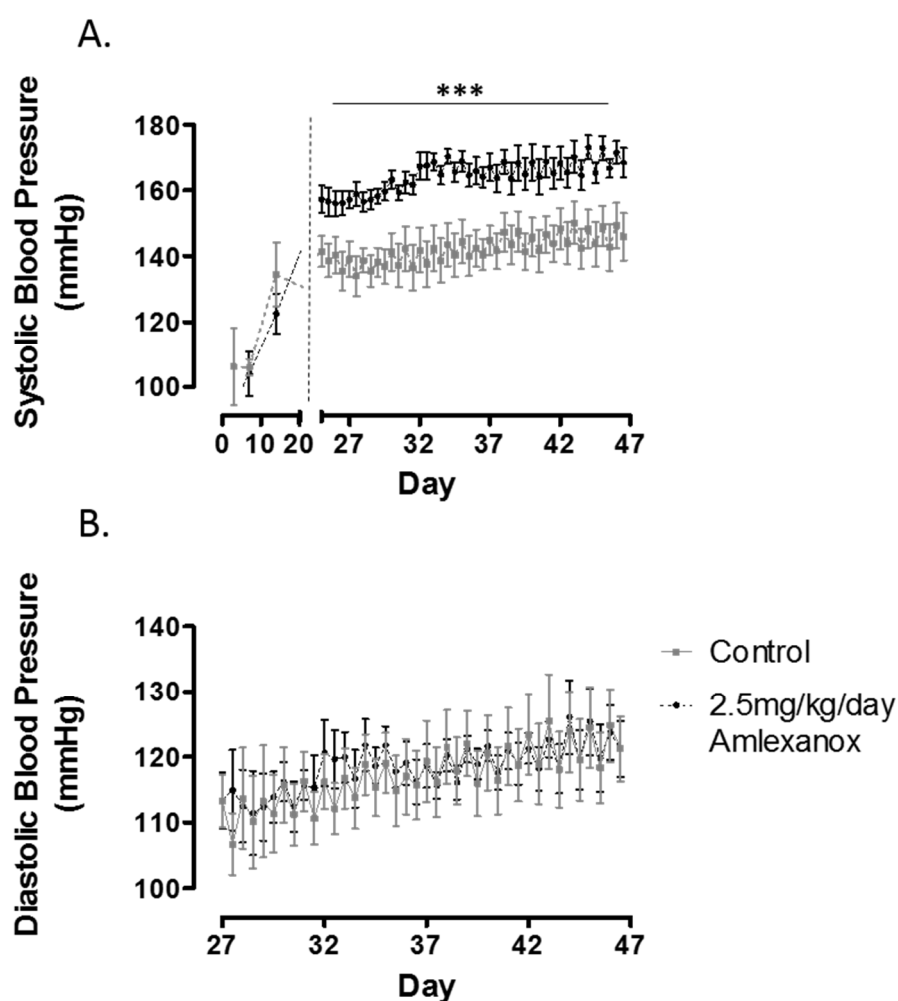 A.
Systolic Blood Pressure
(mmHg)
***
180
160
140
120
100
0 10 20 27 32 37 42 47
Day
B.
Diastolic Blood Pressure
(mmHg)
140
130
120
110
100
27 32 37 42 47
Day
Control
2.5mg/kg/day
Amlexanox